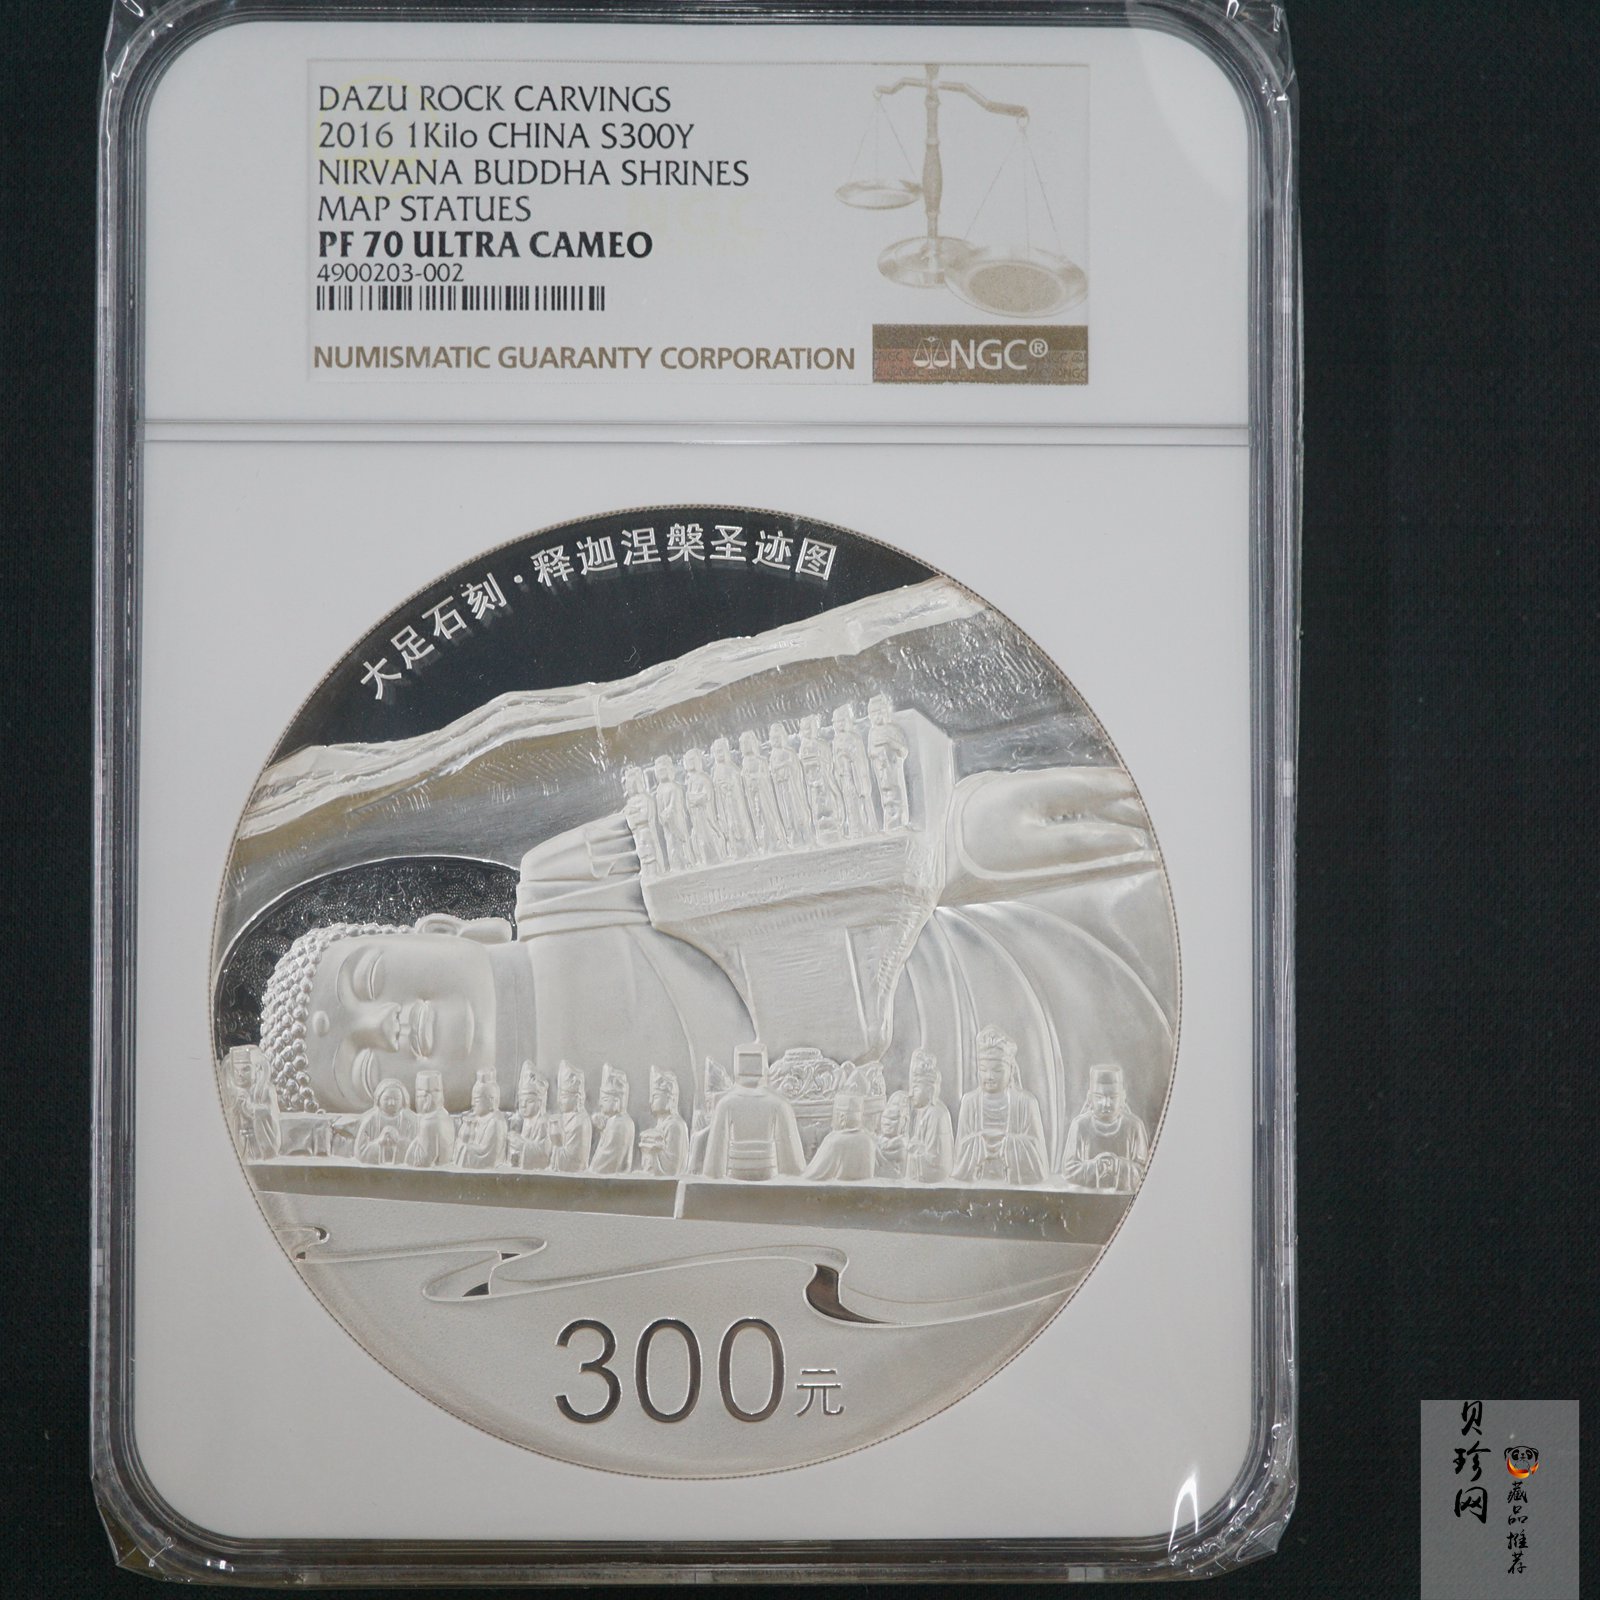 DAZU ROCK CARVINGS
2016 1Kilo CHINA S300Y
NIRVANA BUDDHA SHRINES
MAP STATUES
PF 70 ULTRA CAMEO
4900203-002
NUMISMATIC GUARANTY CORPORATION
NGC®
大足石刻·释迦涅槃圣迹图
300元
贝珍网
藏品推荐